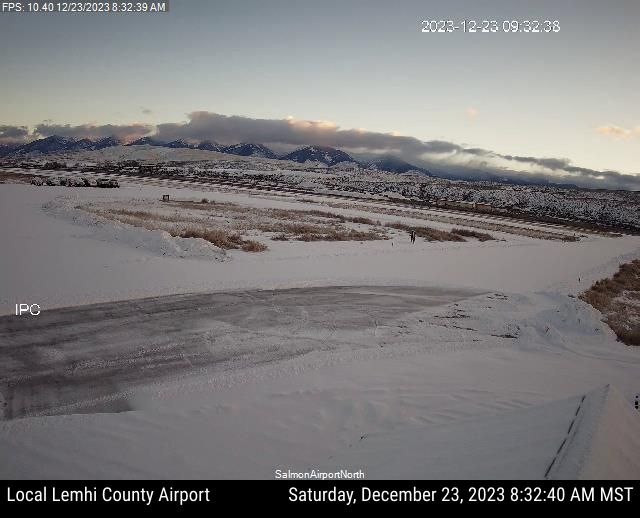 FPS: 10.40 12/23/2023 8:32:39 AM
2023-12-23 09:32:38
IPC
SalmonAirportNorth
Local Lemhi County Airport
Saturday, December 23, 2023 8:32:40 AM MST